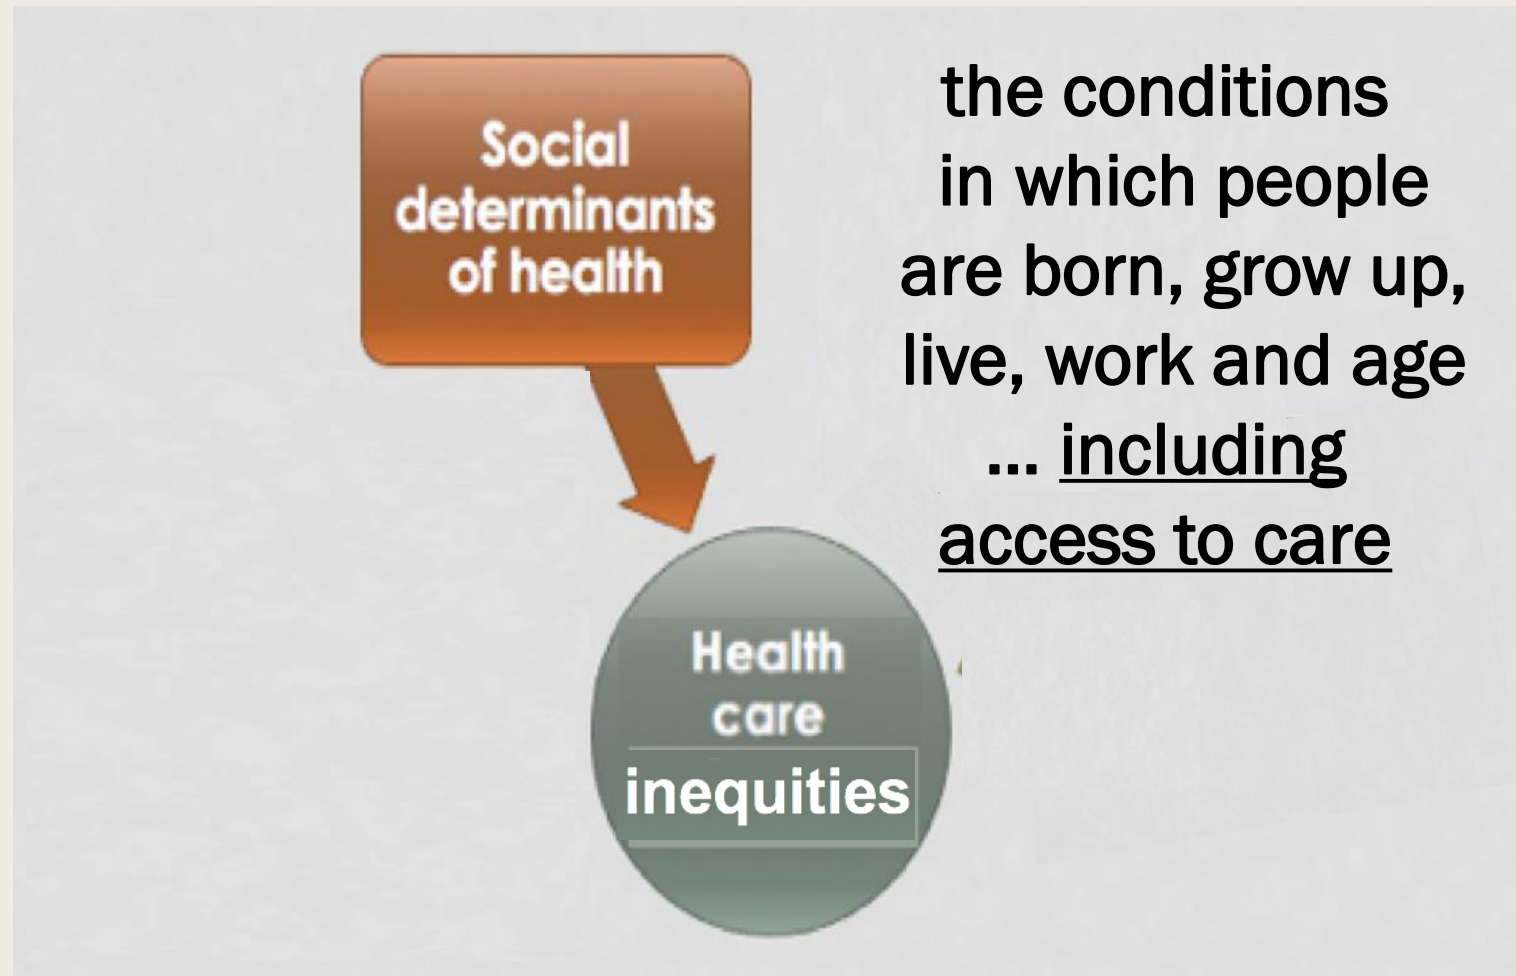 Social
determinants
of health
the conditions
in which people
are born, grow up,
live, work and age
... including
access to care
Health
care
inequities